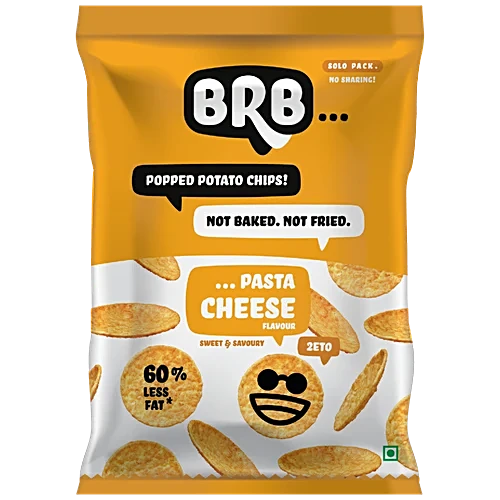 SOLO PACK.
NO SHARING!
BRB...
POPPED POTATO CHIPS!
NOT BAKED. NOT FRIED.
... PASTA
CHEESE
FLAVOUR
SWEET & SAVOURY
2ETO
60%
LESS
FAT*